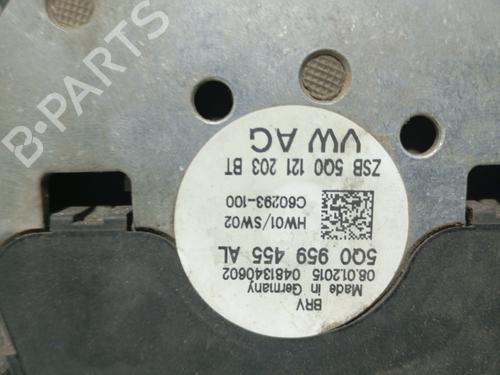 B-PARTS
VW AG
ZSB 5Q0 121 203 BT
C60293-100
HW01/SW02
5Q0 959 455 AL
08.01.2015 0481340602
Made in Germany
BRV